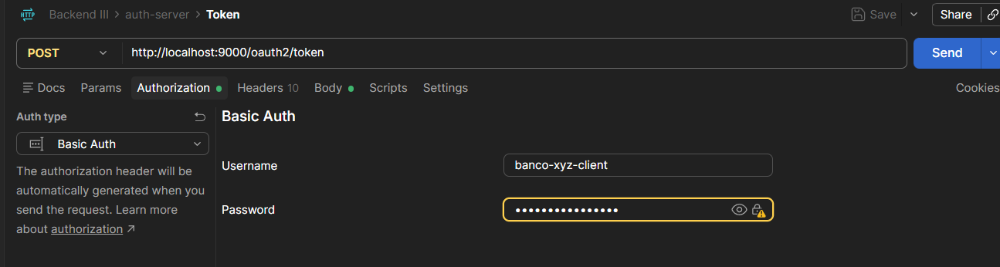 HTTP Backend III > auth-server > Token Save Share
POST http://localhost:9000/oauth2/token Send
Docs Params Authorization Headers 10 Body Scripts Settings Cookies
Auth type
Basic Auth
Basic Auth
The authorization header will be
automatically generated when you
send the request. Learn more
about authorization ↗
Username banco-xyz-client
Password ••••••••••••••••